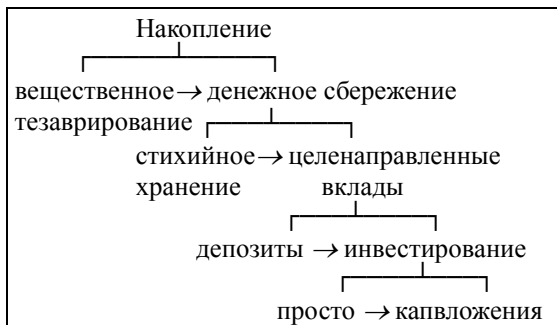 Накопление
вещественное → денежное сбережение
тезаврирование
стихийное → целенаправленные
хранение вклады
депозиты → инвестирование
просто → капвложения